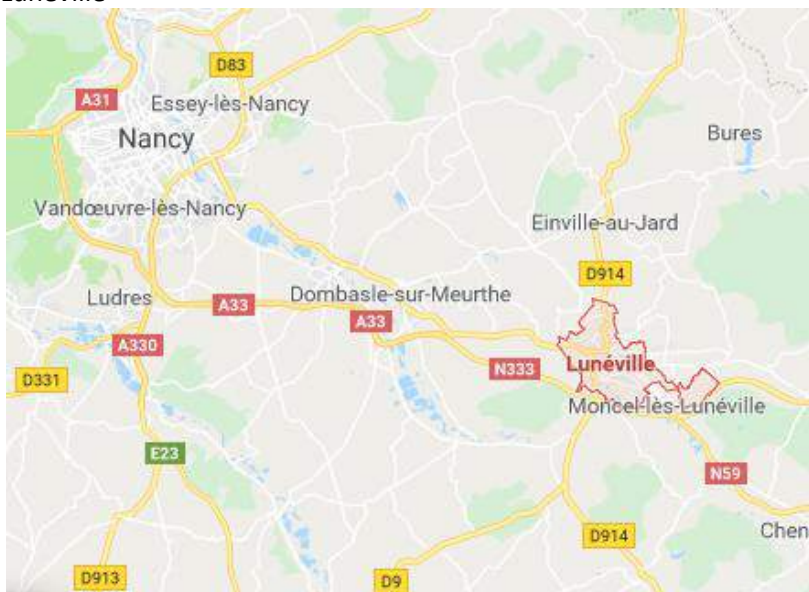 Lunéville
D83
A31
Essey-lès-Nancy
Nancy
Bures
Vandœuvre-lès-Nancy
Einville-au-Jard
D914
Ludres
A33
Dombasle-sur-Meurthe
A33
A330
Lunéville
N333
D331
Moncel-lès-Lunéville
E23
N59
D914
Chen
D913
D9